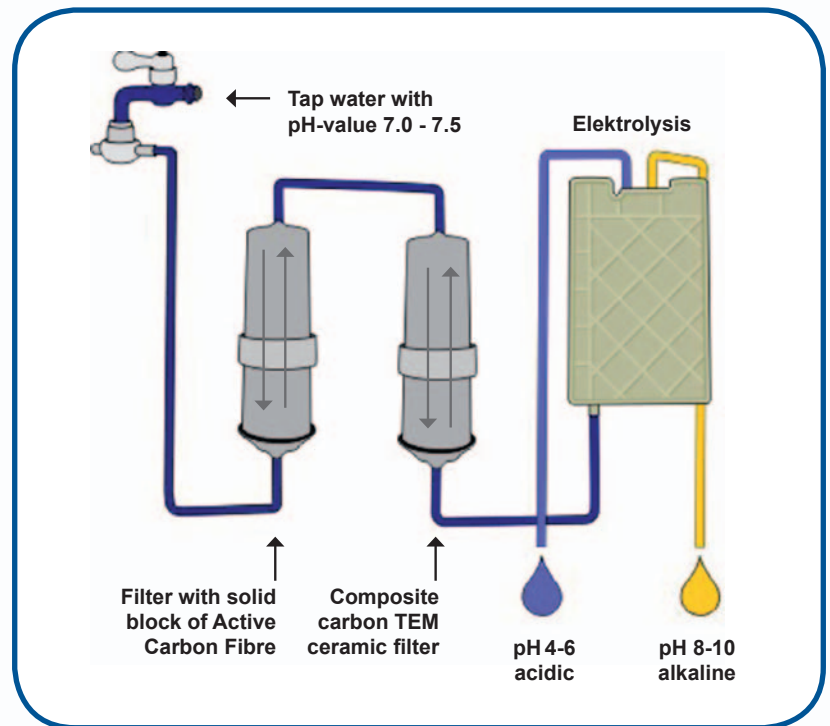 Tap water with
pH-value 7.0 - 7.5
Elektrolysis
Filter with solid
block of Active
Carbon Fibre
Composite
carbon TEM
ceramic filter
pH 4-6
acidic
pH 8-10
alkaline